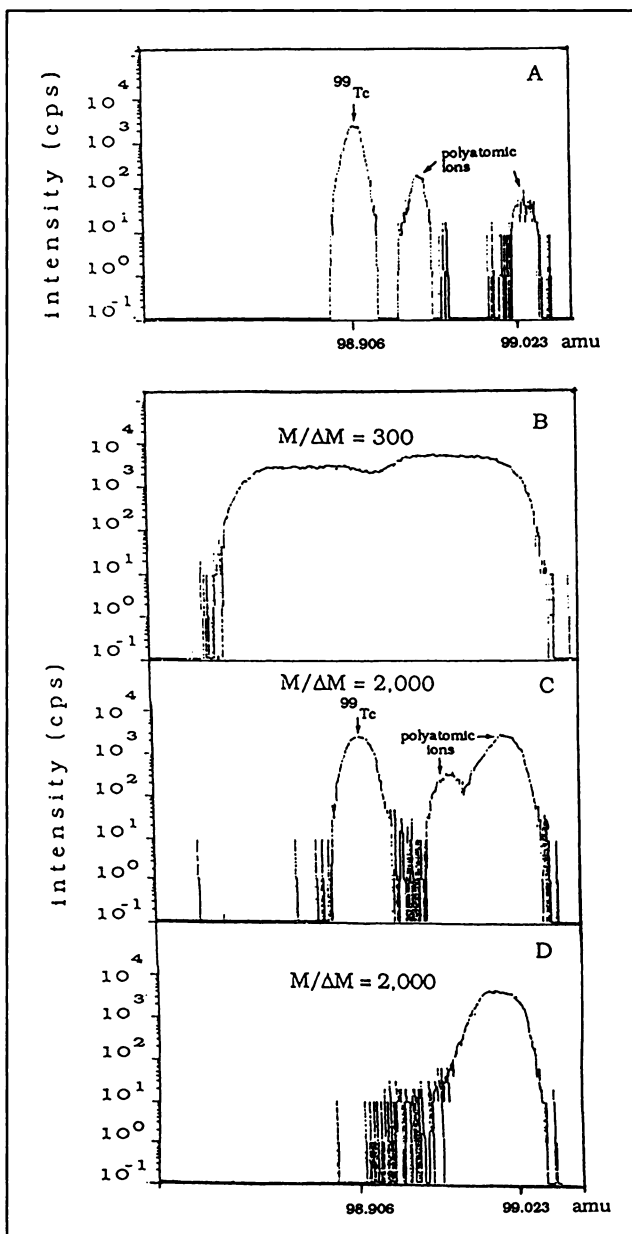 A
intensity (cps)
10^4
10^3
10^2
10^1
10^0
10^-1
99Tc
polyatomic
ions
98.906 99.023 amu
B
M/ΔM = 300
10^4
10^3
10^2
10^1
10^0
10^-1
intensity (cps)
M/ΔM = 2,000 C
10^4
10^3
10^2
10^1
10^0
10^-1
99Tc
polyatomic
ions
D
M/ΔM = 2,000
10^4
10^3
10^2
10^1
10^0
10^-1
98.906 99.023 amu